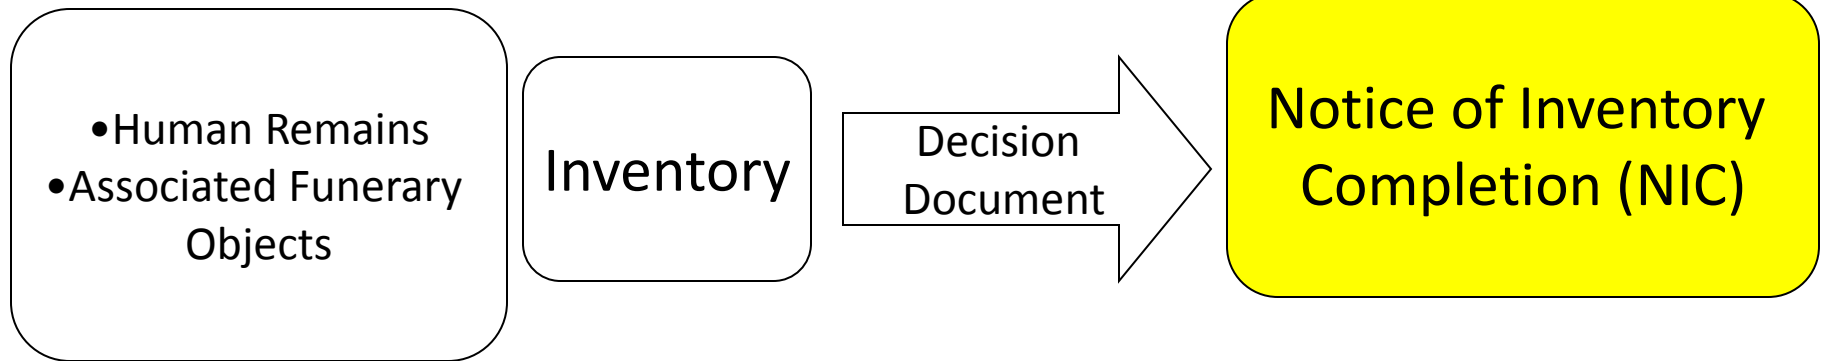 •Human Remains
•Associated Funerary
Objects
Inventory
Decision
Document
Notice of Inventory
Completion (NIC)